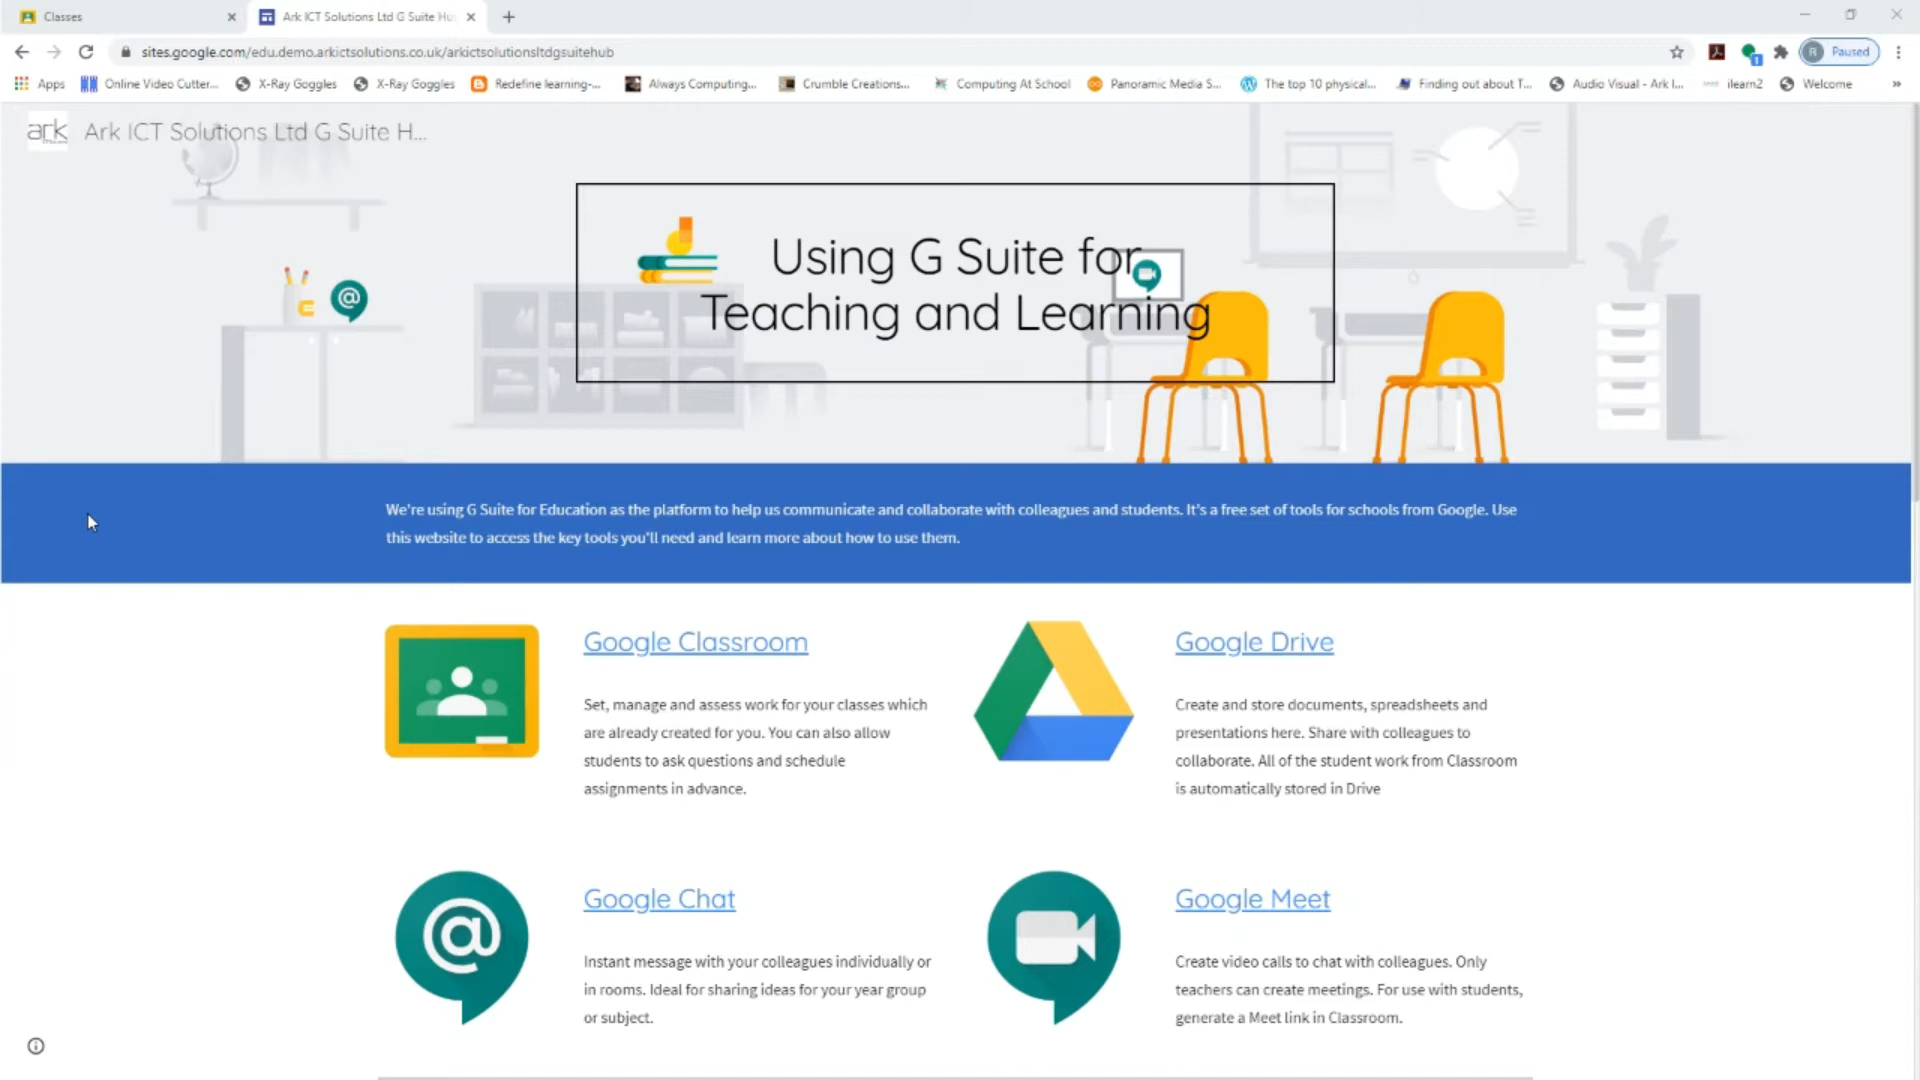 Classes
Ark ICT Solutions Ltd G Suite Hu
sites.google.com/edu.demo.arkictsolutions.co.uk/arkictsolutionsltdgsuitehub
R Paused
Apps Online Video Cutter... X-Ray Goggles X-Ray Goggles Redefine learning-... Always Computing... Crumble Creations... Computing At School Panoramic Media S... The top 10 physical... Finding out about T... Audio Visual - Ark I... ilearn2 Welcome »
ark Ark ICT Solutions Ltd G Suite H...
Using G Suite for
Teaching and Learning
We're using G Suite for Education as the platform to help us communicate and collaborate with colleagues and students. It's a free set of tools for schools from Google. Use
this website to access the key tools you'll need and learn more about how to use them.
Google Classroom
Set, manage and assess work for your classes which
are already created for you. You can also allow
students to ask questions and schedule
assignments in advance.
Google Drive
Create and store documents, spreadsheets and
presentations here. Share with colleagues to
collaborate. All of the student work from Classroom
is automatically stored in Drive
Google Chat
Instant message with your colleagues individually or
in rooms. Ideal for sharing ideas for your year group
or subject.
Google Meet
Create video calls to chat with colleagues. Only
teachers can create meetings. For use with students,
generate a Meet link in Classroom.